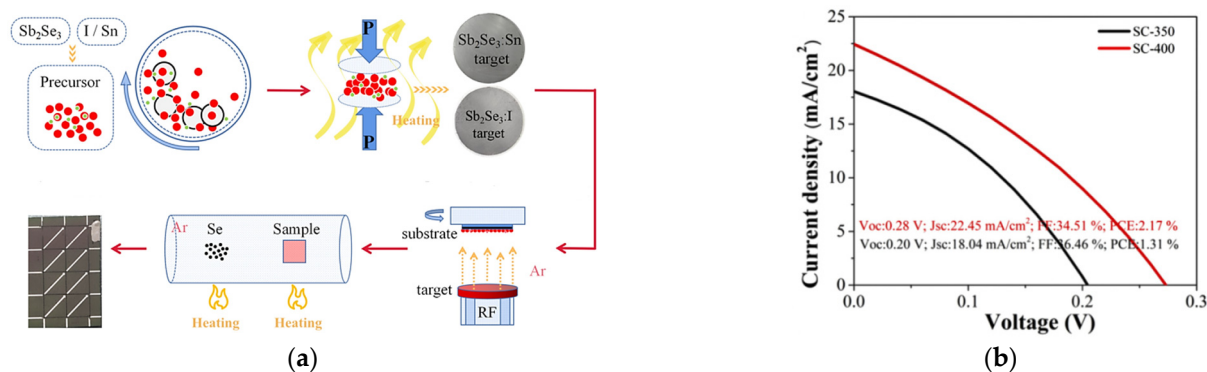 Sb₂Se₃
I / Sn
Precursor
P
P
Heating
Sb₂Se₃:Sn
target
Sb₂Se₃:I
target
Ar
Se
Sample
Heating
Heating
substrate
Ar
target
RF
(a)
SC-350
SC-400
Current density (mA/cm²)
25
20
15
10
5
0
Voc:0.28 V; Jsc:22.45 mA/cm²; FF:34.51 %; PCE:2.17 %
Voc:0.20 V; Jsc:18.04 mA/cm²; FF:36.46 %; PCE:1.31 %
0.0
0.1
0.2
0.3
Voltage (V)
(b)